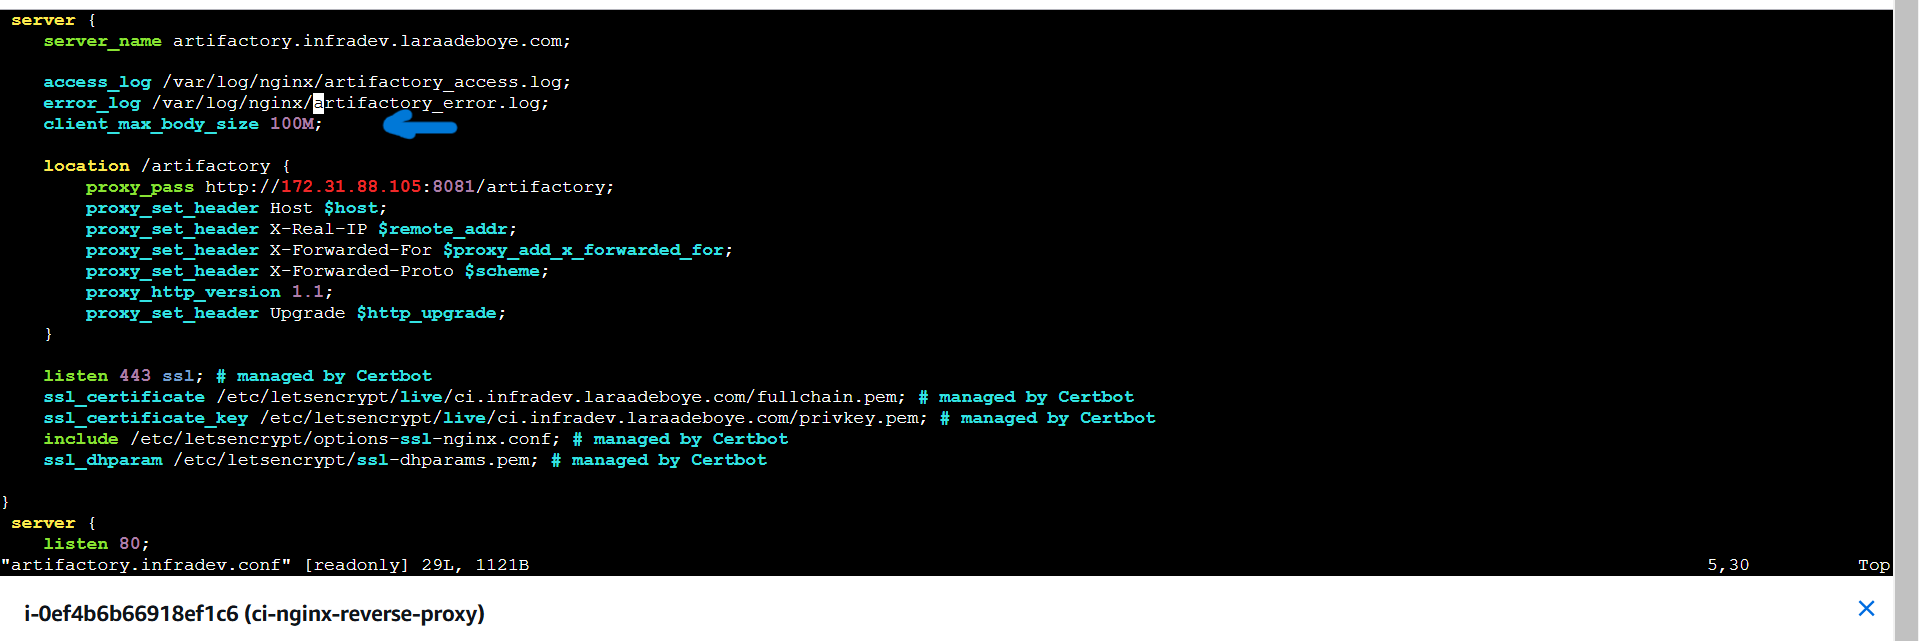 server {
server_name artifactory.infradev.laraadeboye.com;
access_log /var/log/nginx/artifactory_access.log;
error_log /var/log/nginx/artifactory_error.log;
client_max_body_size 100M;
location /artifactory {
proxy_pass http://172.31.88.105:8081/artifactory;
proxy_set_header Host $host;
proxy_set_header X-Real-IP $remote_addr;
proxy_set_header X-Forwarded-For $proxy_add_x_forwarded_for;
proxy_set_header X-Forwarded-Proto $scheme;
proxy_http_version 1.1;
proxy_set_header Upgrade $http_upgrade;
}
listen 443 ssl; # managed by Certbot
ssl_certificate /etc/letsencrypt/live/ci.infradev.laraadeboye.com/fullchain.pem; # managed by Certbot
ssl_certificate_key /etc/letsencrypt/live/ci.infradev.laraadeboye.com/privkey.pem; # managed by Certbot
include /etc/letsencrypt/options-ssl-nginx.conf; # managed by Certbot
ssl_dhparam /etc/letsencrypt/ssl-dhparams.pem; # managed by Certbot
}
server {
listen 80;
"artifactory.infradev.conf" [readonly] 29L, 1121B 5,30 Top
i-0ef4b6b66918ef1c6 (ci-nginx-reverse-proxy)